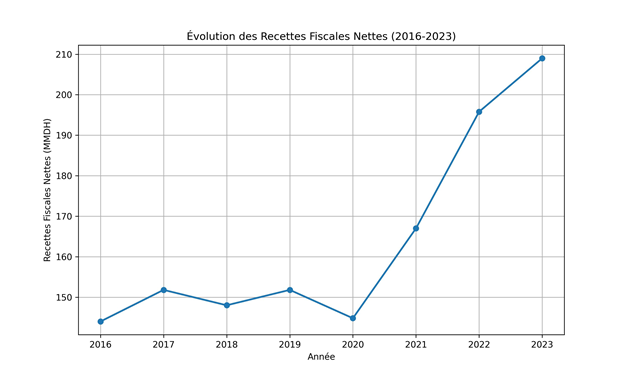 Évolution des Recettes Fiscales Nettes (2016-2023)
Recettes Fiscales Nettes (MMDH)
210
200
190
180
170
160
150
2016 2017 2018 2019 2020 2021 2022 2023
Année